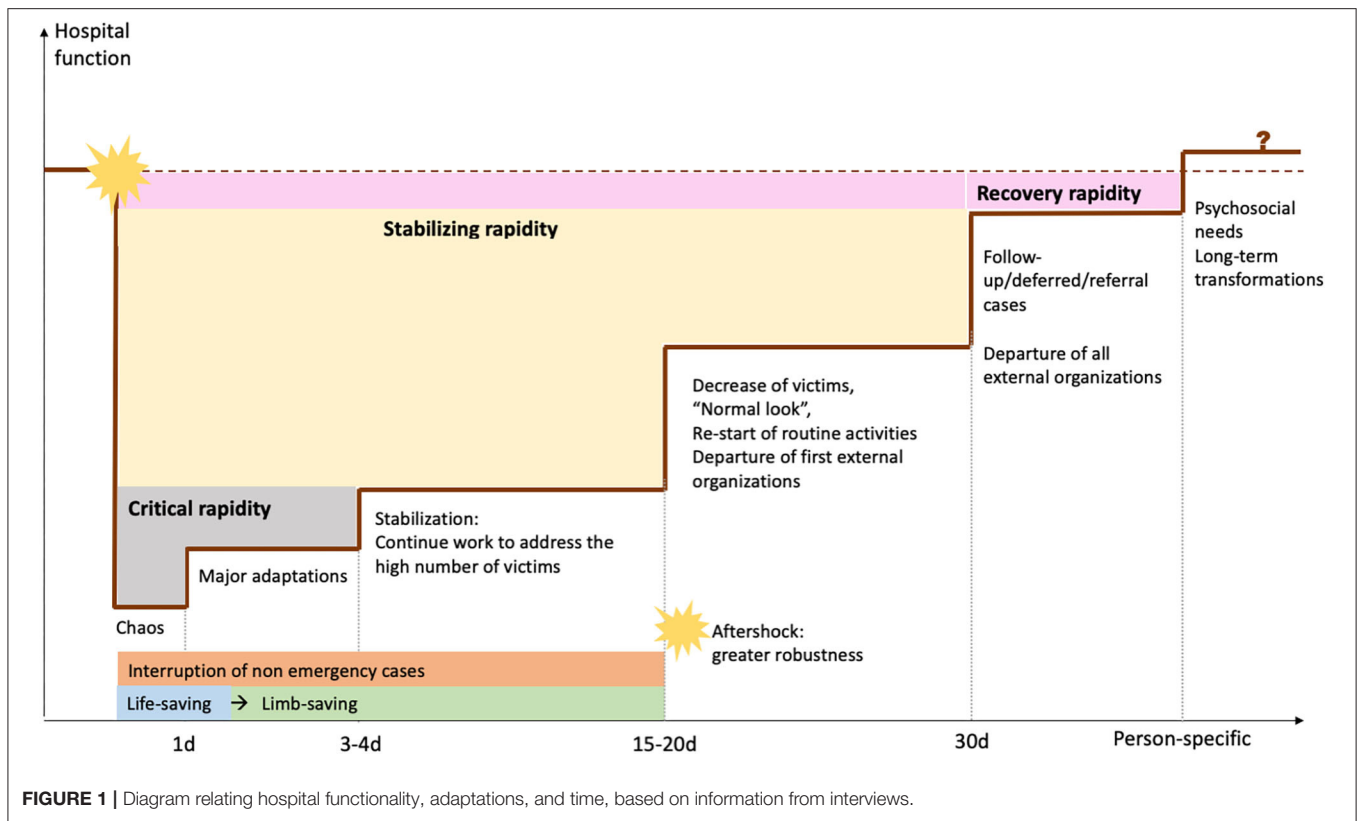 Hospital
function
?
Recovery rapidity
Stabilizing rapidity
Psychosocial
needs
Long-term
transformations
Follow-
up/deferred/referral
cases
Departure of all
external organizations
Decrease of victims,
“Normal look”,
Re-start of routine activities
Departure of first external
organizations
Critical rapidity
Stabilization:
Continue work to address the
high number of victims
Major adaptations
Chaos
Aftershock:
greater robustness
Interruption of non emergency cases
Life-saving → Limb-saving
1d 3-4d 15-20d 30d Person-specific
FIGURE 1 | Diagram relating hospital functionality, adaptations, and time, based on information from interviews.